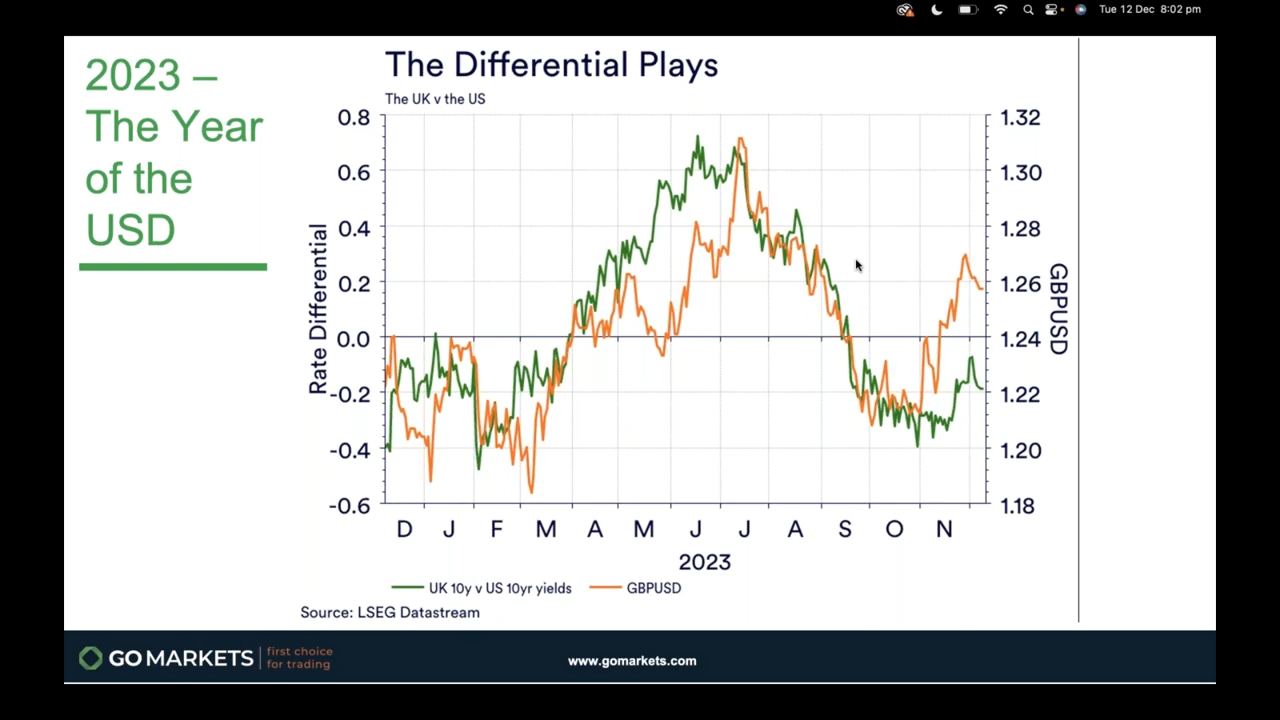 Tue 12 Dec 8:02 pm
2023 –
The Year
of the
USD
The Differential Plays
The UK v the US
0.8
0.6
0.4
0.2
0.0
-0.2
-0.4
-0.6
Rate Differential
1.32
1.30
1.28
1.26
1.24
1.22
1.20
1.18
GBPUSD
D J F M A M J J A S O N
2023
UK 10y v US 10yr yields GBPUSD
Source: LSEG Datastream
GO MARKETS
first choice
for trading
www.gomarkets.com